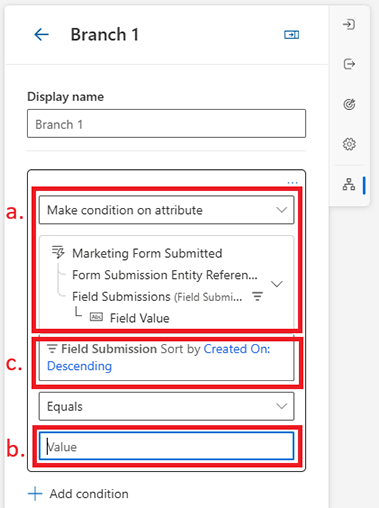 Branch 1
Display name
Branch 1
...
a.
Make condition on attribute
Marketing Form Submitted
Form Submission Entity Referen...
Field Submissions (Field Submi...
Abc
Field Value
c.
Field Submission Sort by Created On:
Descending
Equals
b.
Value
+ Add condition